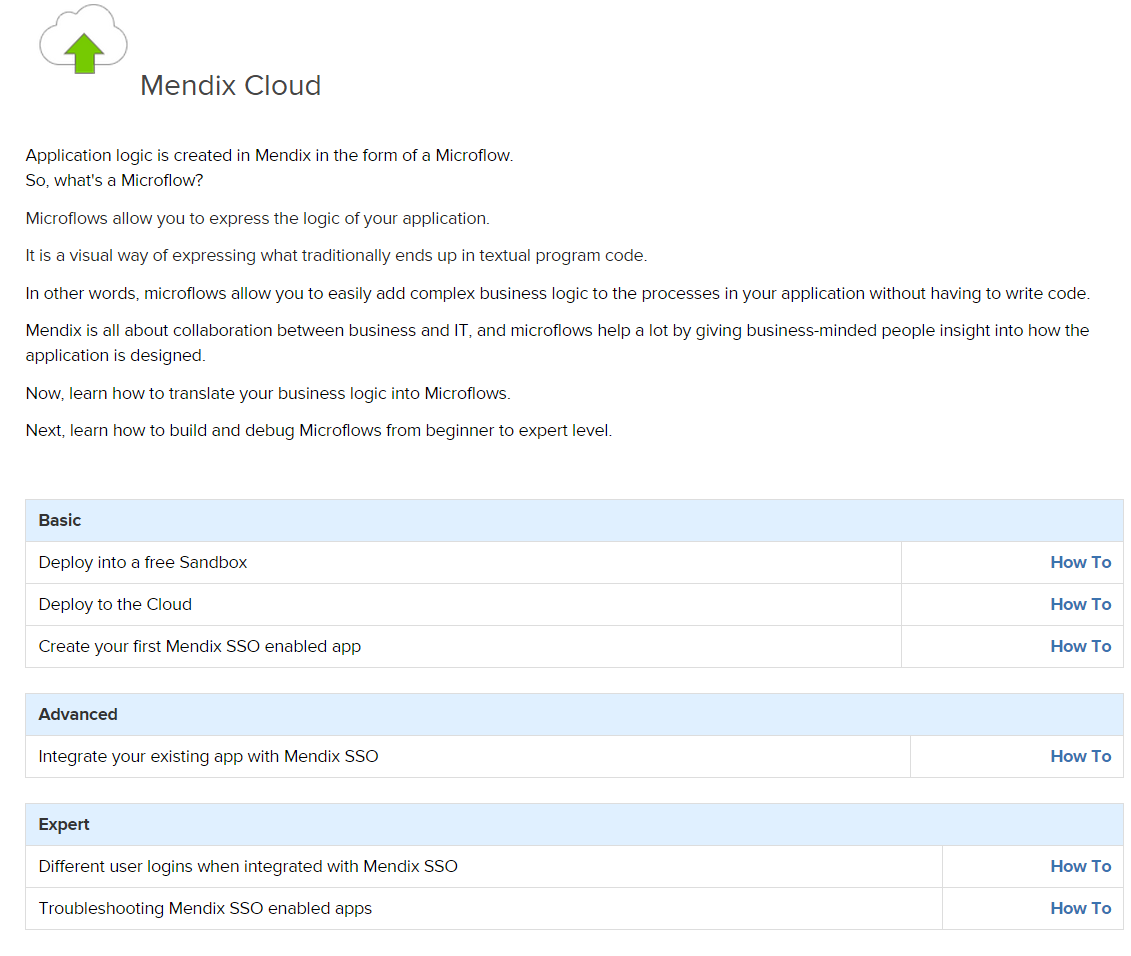 Mendix Cloud
Application logic is created in Mendix in the form of a Microflow.
So, what's a Microflow?
Microflows allow you to express the logic of your application.
It is a visual way of expressing what traditionally ends up in textual program code.
In other words, microflows allow you to easily add complex business logic to the processes in your application without having to write code.
Mendix is all about collaboration between business and IT, and microflows help a lot by giving business-minded people insight into how the
application is designed.
Now, learn how to translate your business logic into Microflows.
Next, learn how to build and debug Microflows from beginner to expert level.
Basic
Deploy into a free Sandbox How To
Deploy to the Cloud How To
Create your first Mendix SSO enabled app How To
Advanced
Integrate your existing app with Mendix SSO How To
Expert
Different user logins when integrated with Mendix SSO How To
Troubleshooting Mendix SSO enabled apps How To